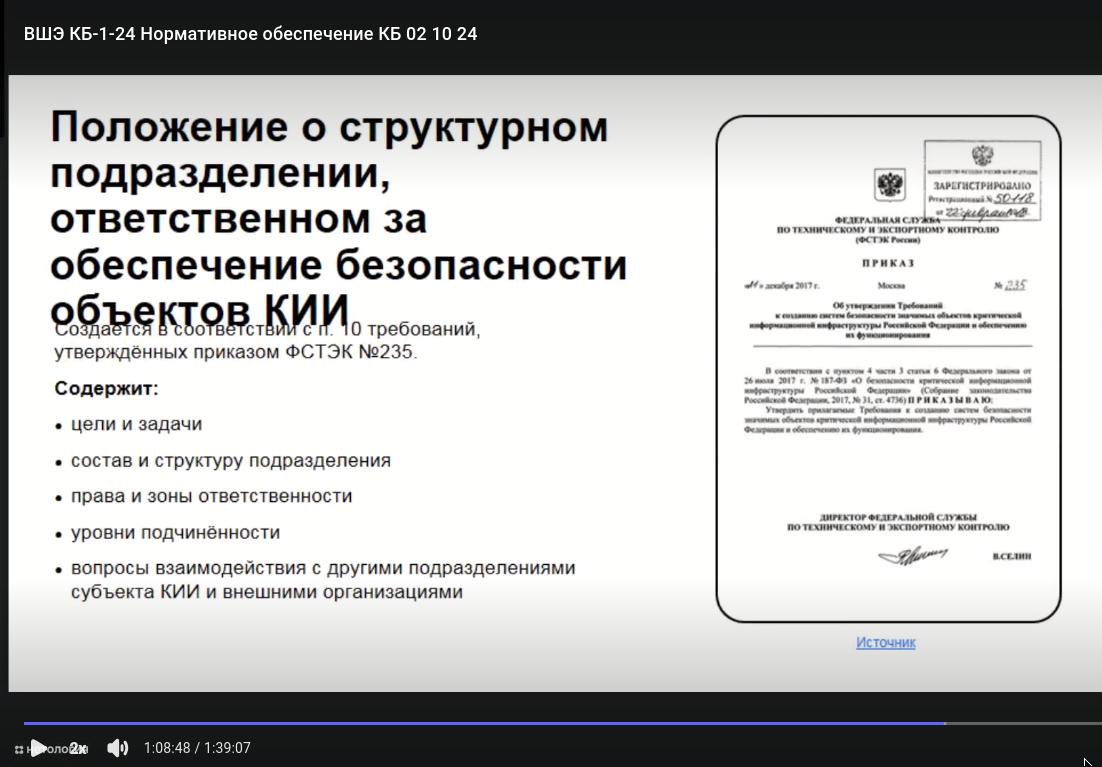 ВШЭ КБ-1-24 Нормативное обеспечение КБ 02 10 24
Положение о структурном
подразделении,
ответственном за
обеспечение безопасности
объектов КИИ
Создаётся в соответствии с п. 10 требований,
утверждённых приказом ФСТЭК №235.
Содержит:
• цели и задачи
• состав и структуру подразделения
• права и зоны ответственности
• уровни подчинённости
• вопросы взаимодействия с другими подразделениями
субъекта КИИ и внешними организациями
ЗАРЕГИСТРИРОВАНО
Регистрационный № 50118
от 22 февраля
ФЕДЕРАЛЬНАЯ СЛУЖБА
ПО ТЕХНИЧЕСКОМУ И ЭКСПОРТНОМУ КОНТРОЛЮ
(ФСТЭК России)
ПРИКАЗ
декабря 2017 г. Москва № 235
Об утверждении Требований
к созданию систем безопасности значимых объектов критической
информационной инфраструктуры Российской Федерации и обеспечению
их функционирования
В соответствии с пунктом 4 части 3 статьи 6 Федерального закона от
26 июля 2017 г. № 187-ФЗ «О безопасности критической информационной
инфраструктуры Российской Федерации» (Собрание законодательства
Российской Федерации, 2017, № 31, ст. 4736) ПРИКАЗЫВАЮ:
Утвердить прилагаемые Требования к созданию систем безопасности
значимых объектов критической информационной инфраструктуры Российской
Федерации и обеспечению их функционирования.
ДИРЕКТОР ФЕДЕРАЛЬНОЙ СЛУЖБЫ
ПО ТЕХНИЧЕСКОМУ И ЭКСПОРТНОМУ КОНТРОЛЮ
В.СЕЛИН
Источник
2x
1:08:48 / 1:39:07